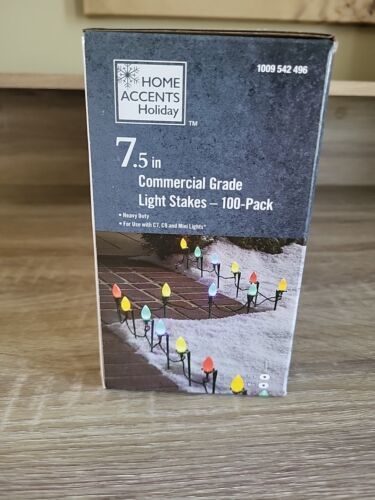 HOME
ACCENTS
Holiday
TM
1009 542 496
7.5 in
Commercial Grade
Light Stakes – 100-Pack
• Heavy Duty
• For Use with C7, C9 and Mini Lights*